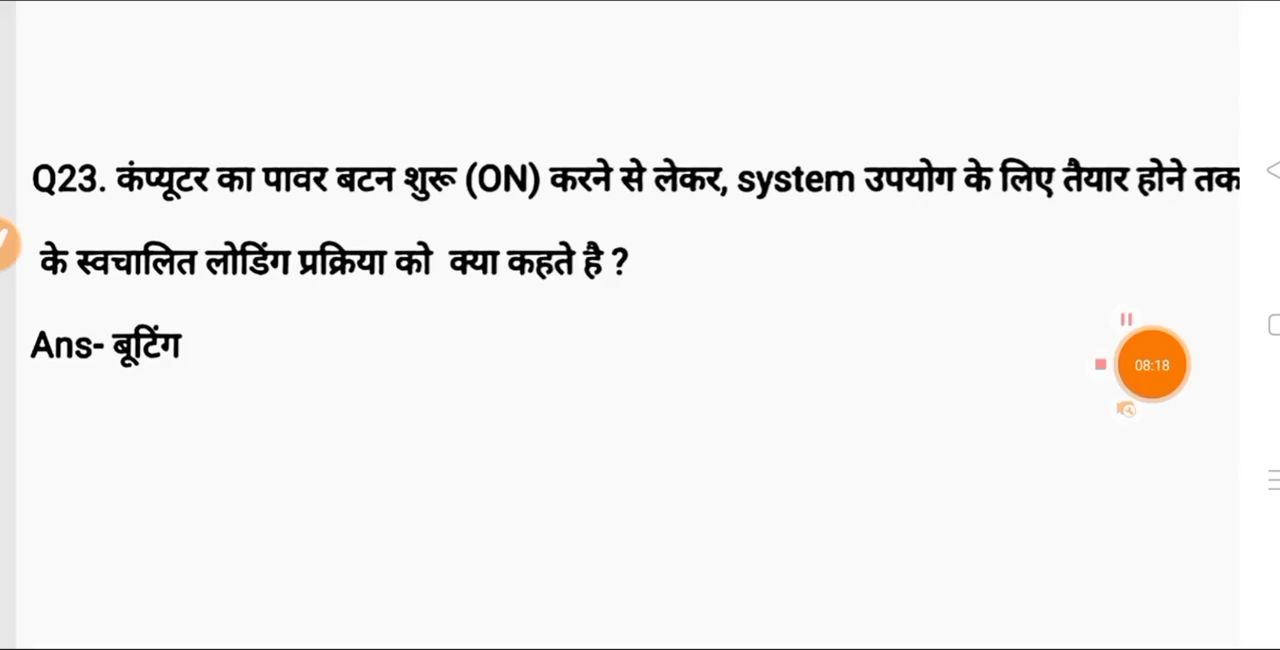 Q23. कंप्यूटर का पावर बटन शुरू (ON) करने से लेकर, system उपयोग के लिए तैयार होने तक
के स्वचालित लोडिंग प्रक्रिया को क्या कहते है ?
Ans- बूटिंग
08:18